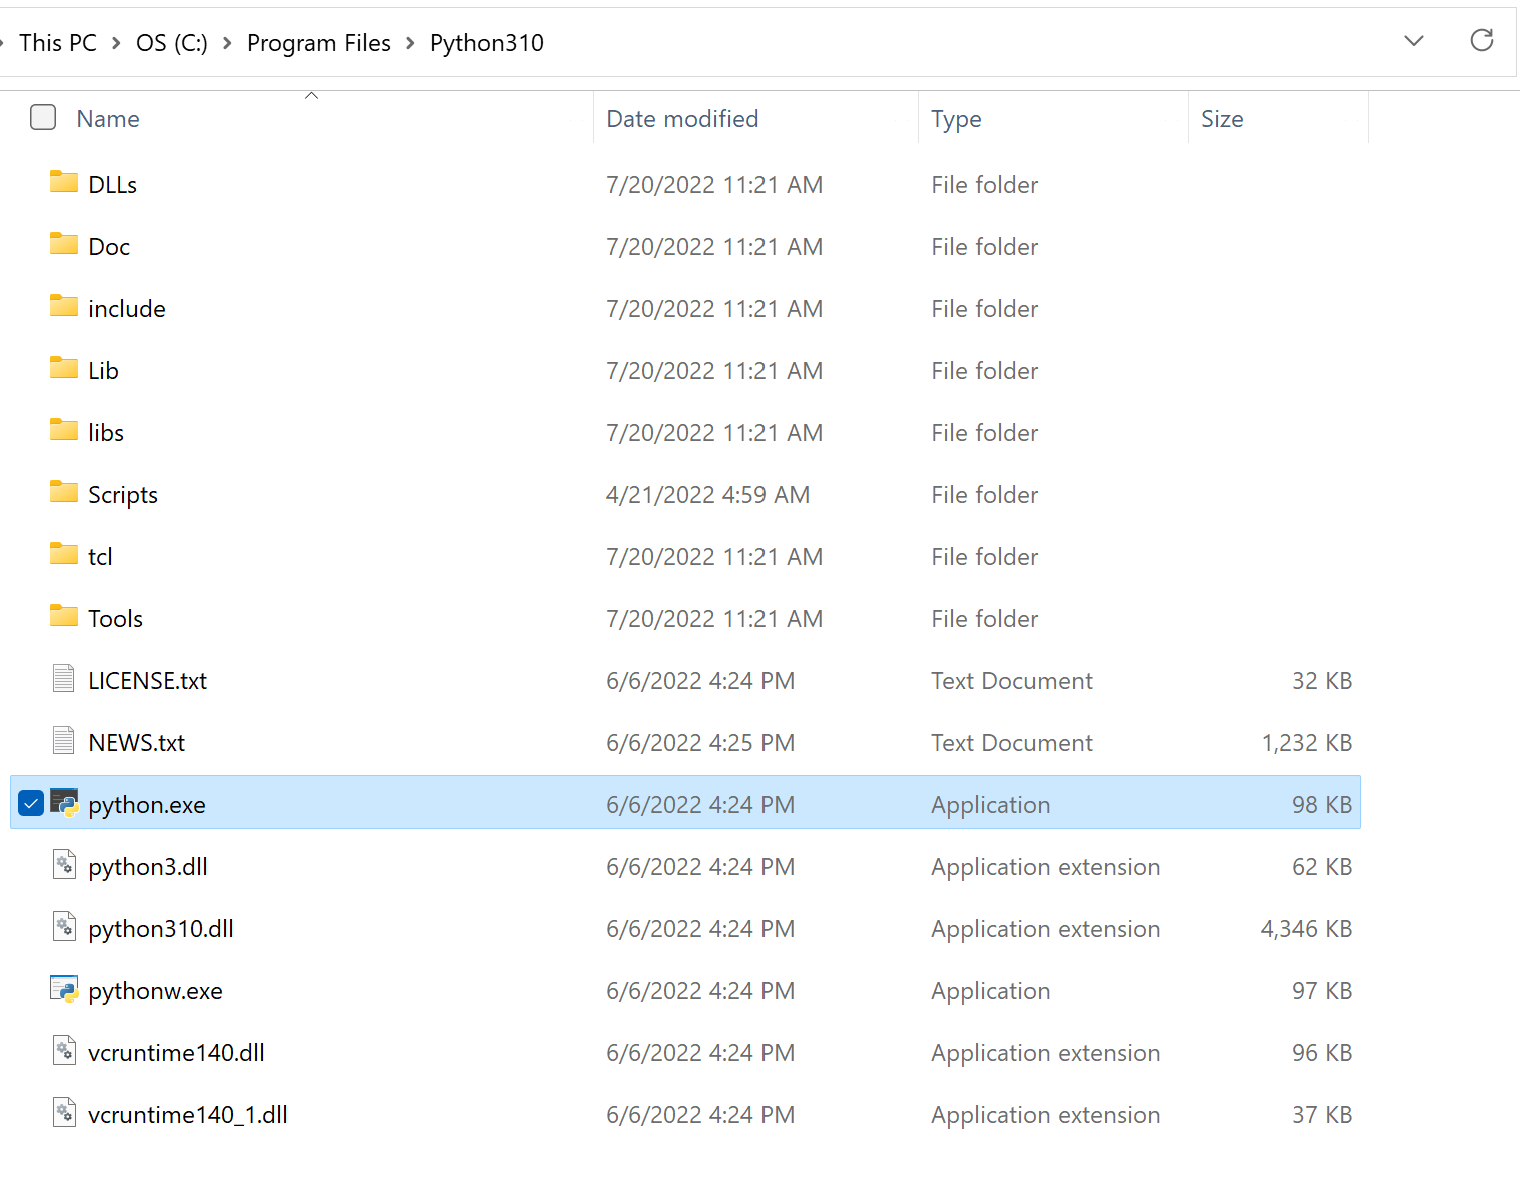 This PC > OS (C:) > Program Files > Python310
Name Date modified Type Size
DLLs 7/20/2022 11:21 AM File folder
Doc 7/20/2022 11:21 AM File folder
include 7/20/2022 11:21 AM File folder
Lib 7/20/2022 11:21 AM File folder
libs 7/20/2022 11:21 AM File folder
Scripts 4/21/2022 4:59 AM File folder
tcl 7/20/2022 11:21 AM File folder
Tools 7/20/2022 11:21 AM File folder
LICENSE.txt 6/6/2022 4:24 PM Text Document 32 KB
NEWS.txt 6/6/2022 4:25 PM Text Document 1,232 KB
python.exe 6/6/2022 4:24 PM Application 98 KB
python3.dll 6/6/2022 4:24 PM Application extension 62 KB
python310.dll 6/6/2022 4:24 PM Application extension 4,346 KB
pythonw.exe 6/6/2022 4:24 PM Application 97 KB
vcruntime140.dll 6/6/2022 4:24 PM Application extension 96 KB
vcruntime140_1.dll 6/6/2022 4:24 PM Application extension 37 KB